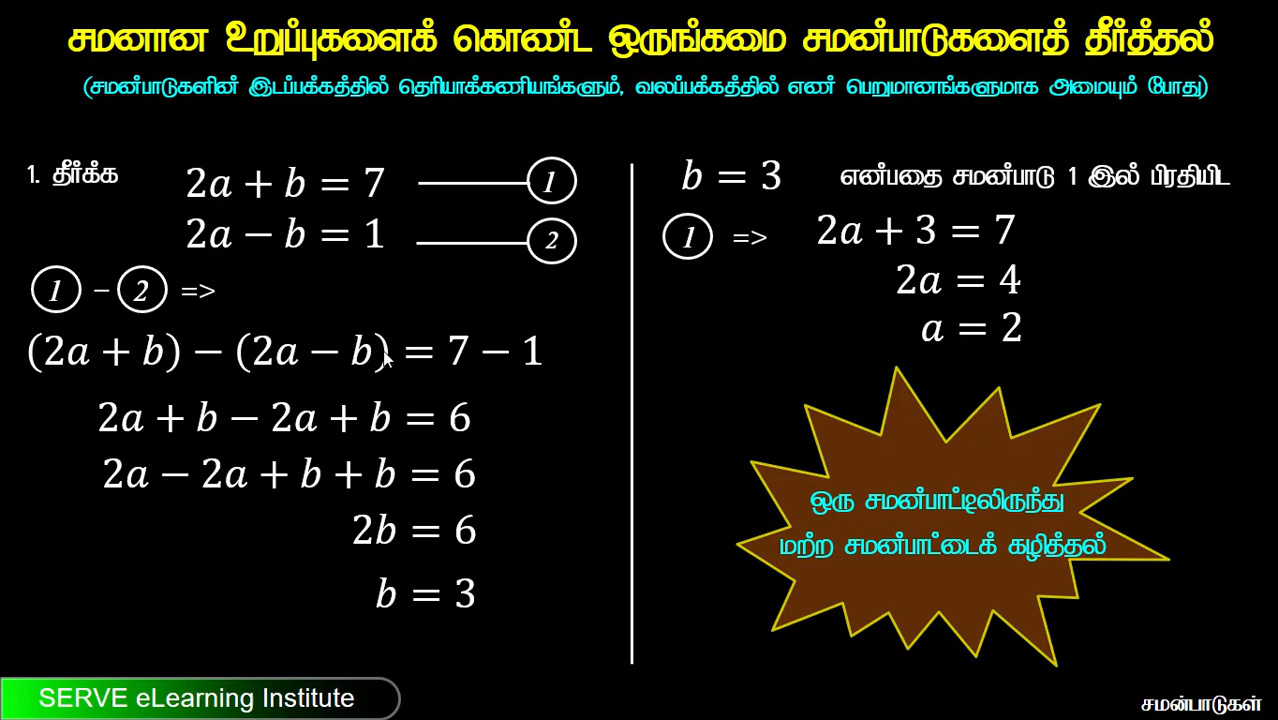 சமனான உறுப்புகளைக் கொண்ட ஒருங்கமை சமன்பாடுகளைத் தீர்த்தல்
(சமன்பாடுகளின் இடப்பக்கத்தில் தெரியாக்கணியங்களும், வலப்பக்கத்தில் எண் பெறுமானங்களுமாக அமையும் போது)
1. தீர்க்க
2a + b = 7 1
2a − b = 1 2
1 − 2 =>
(2a + b) − (2a − b) = 7 − 1
2a + b − 2a + b = 6
2a − 2a + b + b = 6
2b = 6
b = 3
b = 3 என்பதை சமன்பாடு 1 இல் பிரதியிட
1 => 2a + 3 = 7
2a = 4
a = 2
ஒரு சமன்பாட்டிலிருந்து
மற்ற சமன்பாட்டைக் கழித்தல்
SERVE eLearning Institute
சமன்பாடுகள்